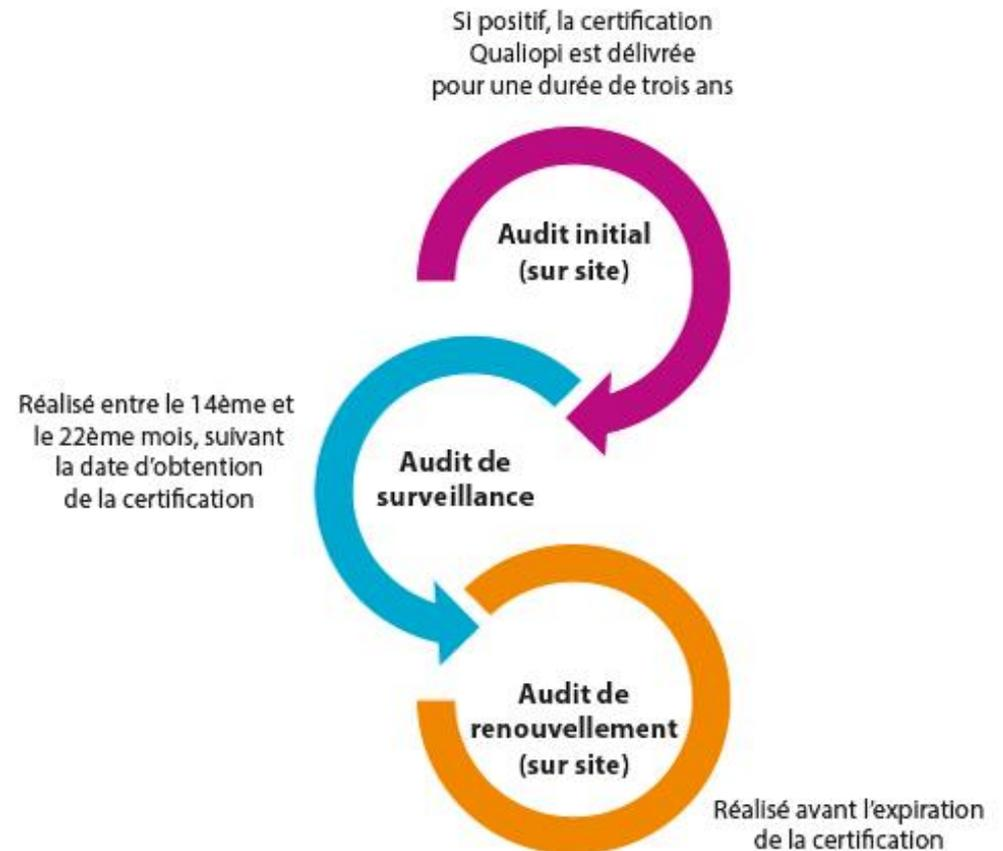 Si positif, la certification
Qualiopi est délivrée
pour une durée de trois ans
Audit initial
(sur site)
Réalisé entre le 14ème et
le 22ème mois, suivant
la date d'obtention
de la certification
Audit de
surveillance
Audit de
renouvellement
(sur site)
Réalisé avant l'expiration
de la certification